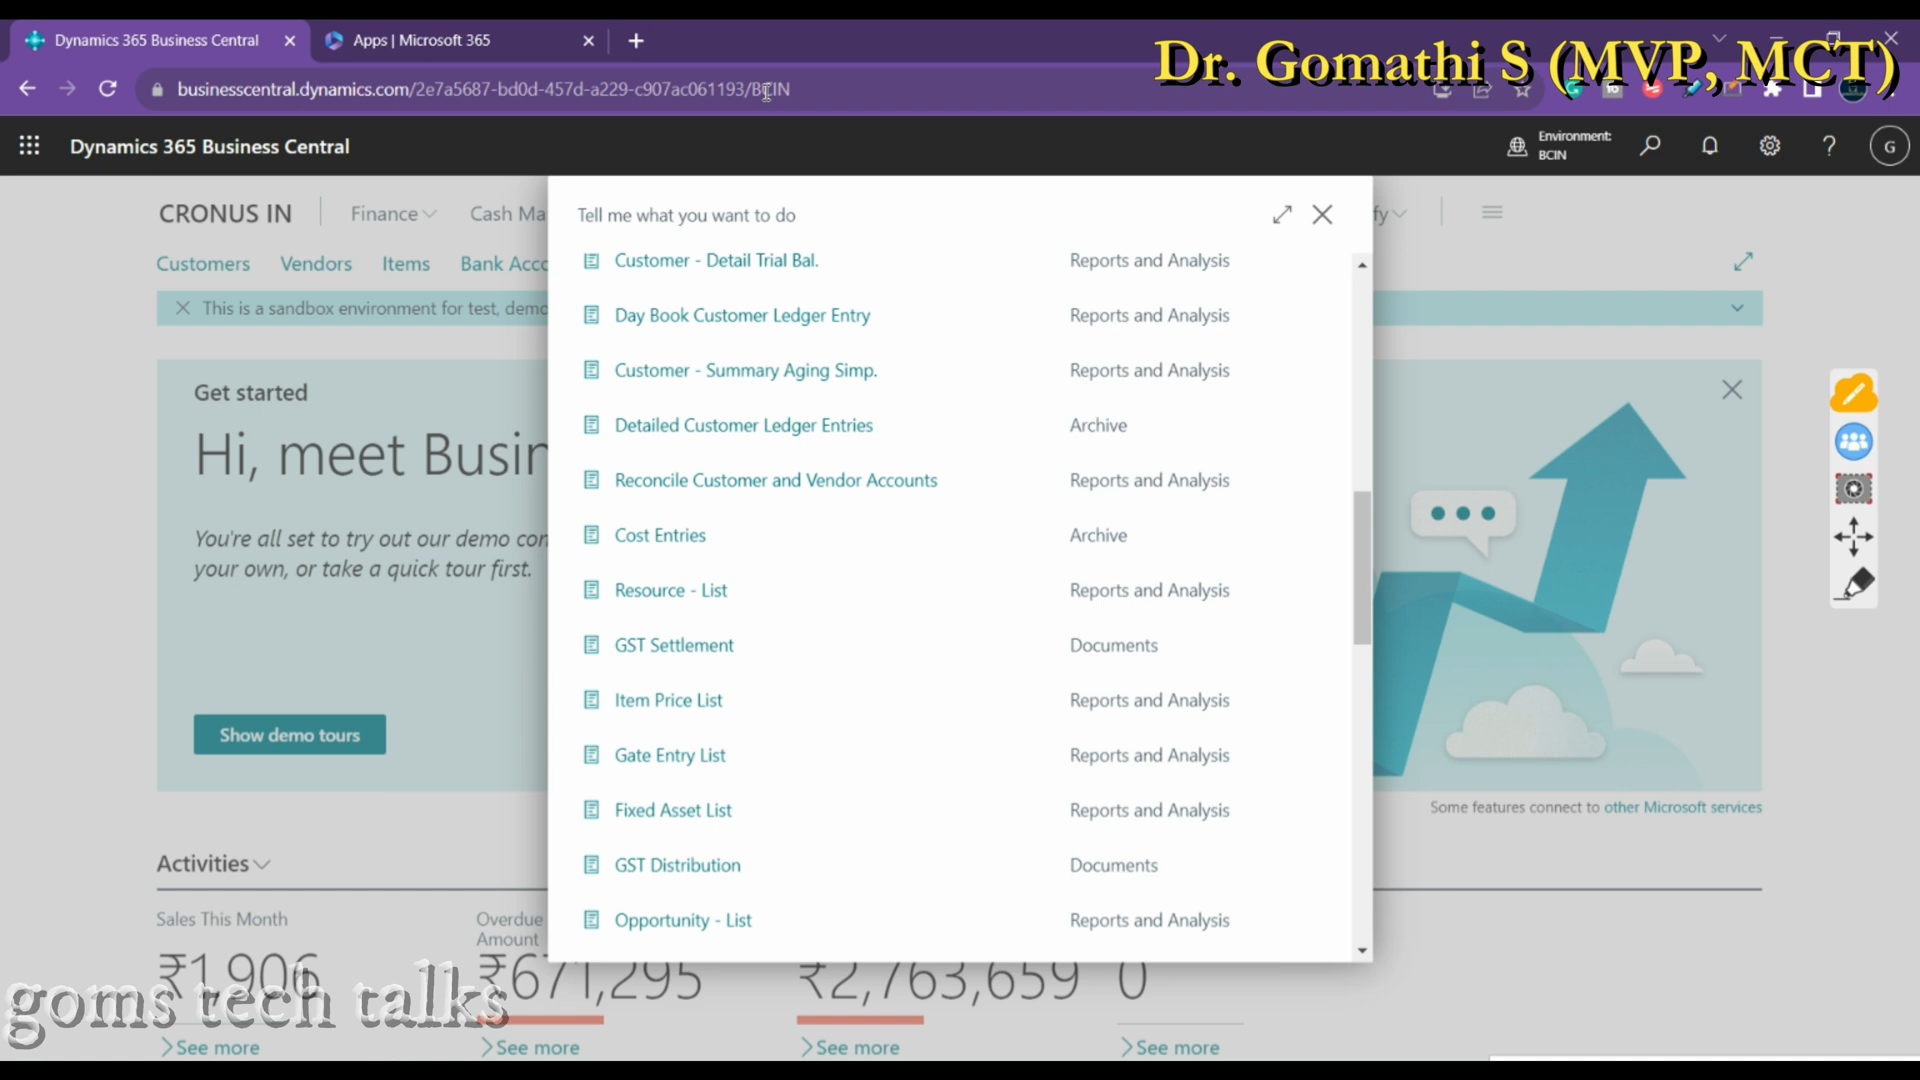 Dynamics 365 Business Central
Apps | Microsoft 365
Dr. Gomathi S (MVP, MCT)
businesscentral.dynamics.com/2e7a5687-bd0d-457d-a229-c907ac061193/BCIN
Dynamics 365 Business Central
Environment:
BCIN
G
CRONUS IN
Finance
Cash Ma
fy
Customers Vendors Items Bank Acco
This is a sandbox environment for test, demo
Tell me what you want to do
Customer - Detail Trial Bal. Reports and Analysis
Day Book Customer Ledger Entry Reports and Analysis
Customer - Summary Aging Simp. Reports and Analysis
Detailed Customer Ledger Entries Archive
Reconcile Customer and Vendor Accounts Reports and Analysis
Cost Entries Archive
Resource - List Reports and Analysis
GST Settlement Documents
Item Price List Reports and Analysis
Gate Entry List Reports and Analysis
Fixed Asset List Reports and Analysis
GST Distribution Documents
Opportunity - List Reports and Analysis
Get started
Hi, meet Busin
You're all set to try out our demo con
your own, or take a quick tour first.
Show demo tours
Some features connect to other Microsoft services
Activities
Sales This Month
Overdue
Amount
₹1,906 ₹671,295 ₹2,763,659 0
goms tech talks
See more See more See more See more